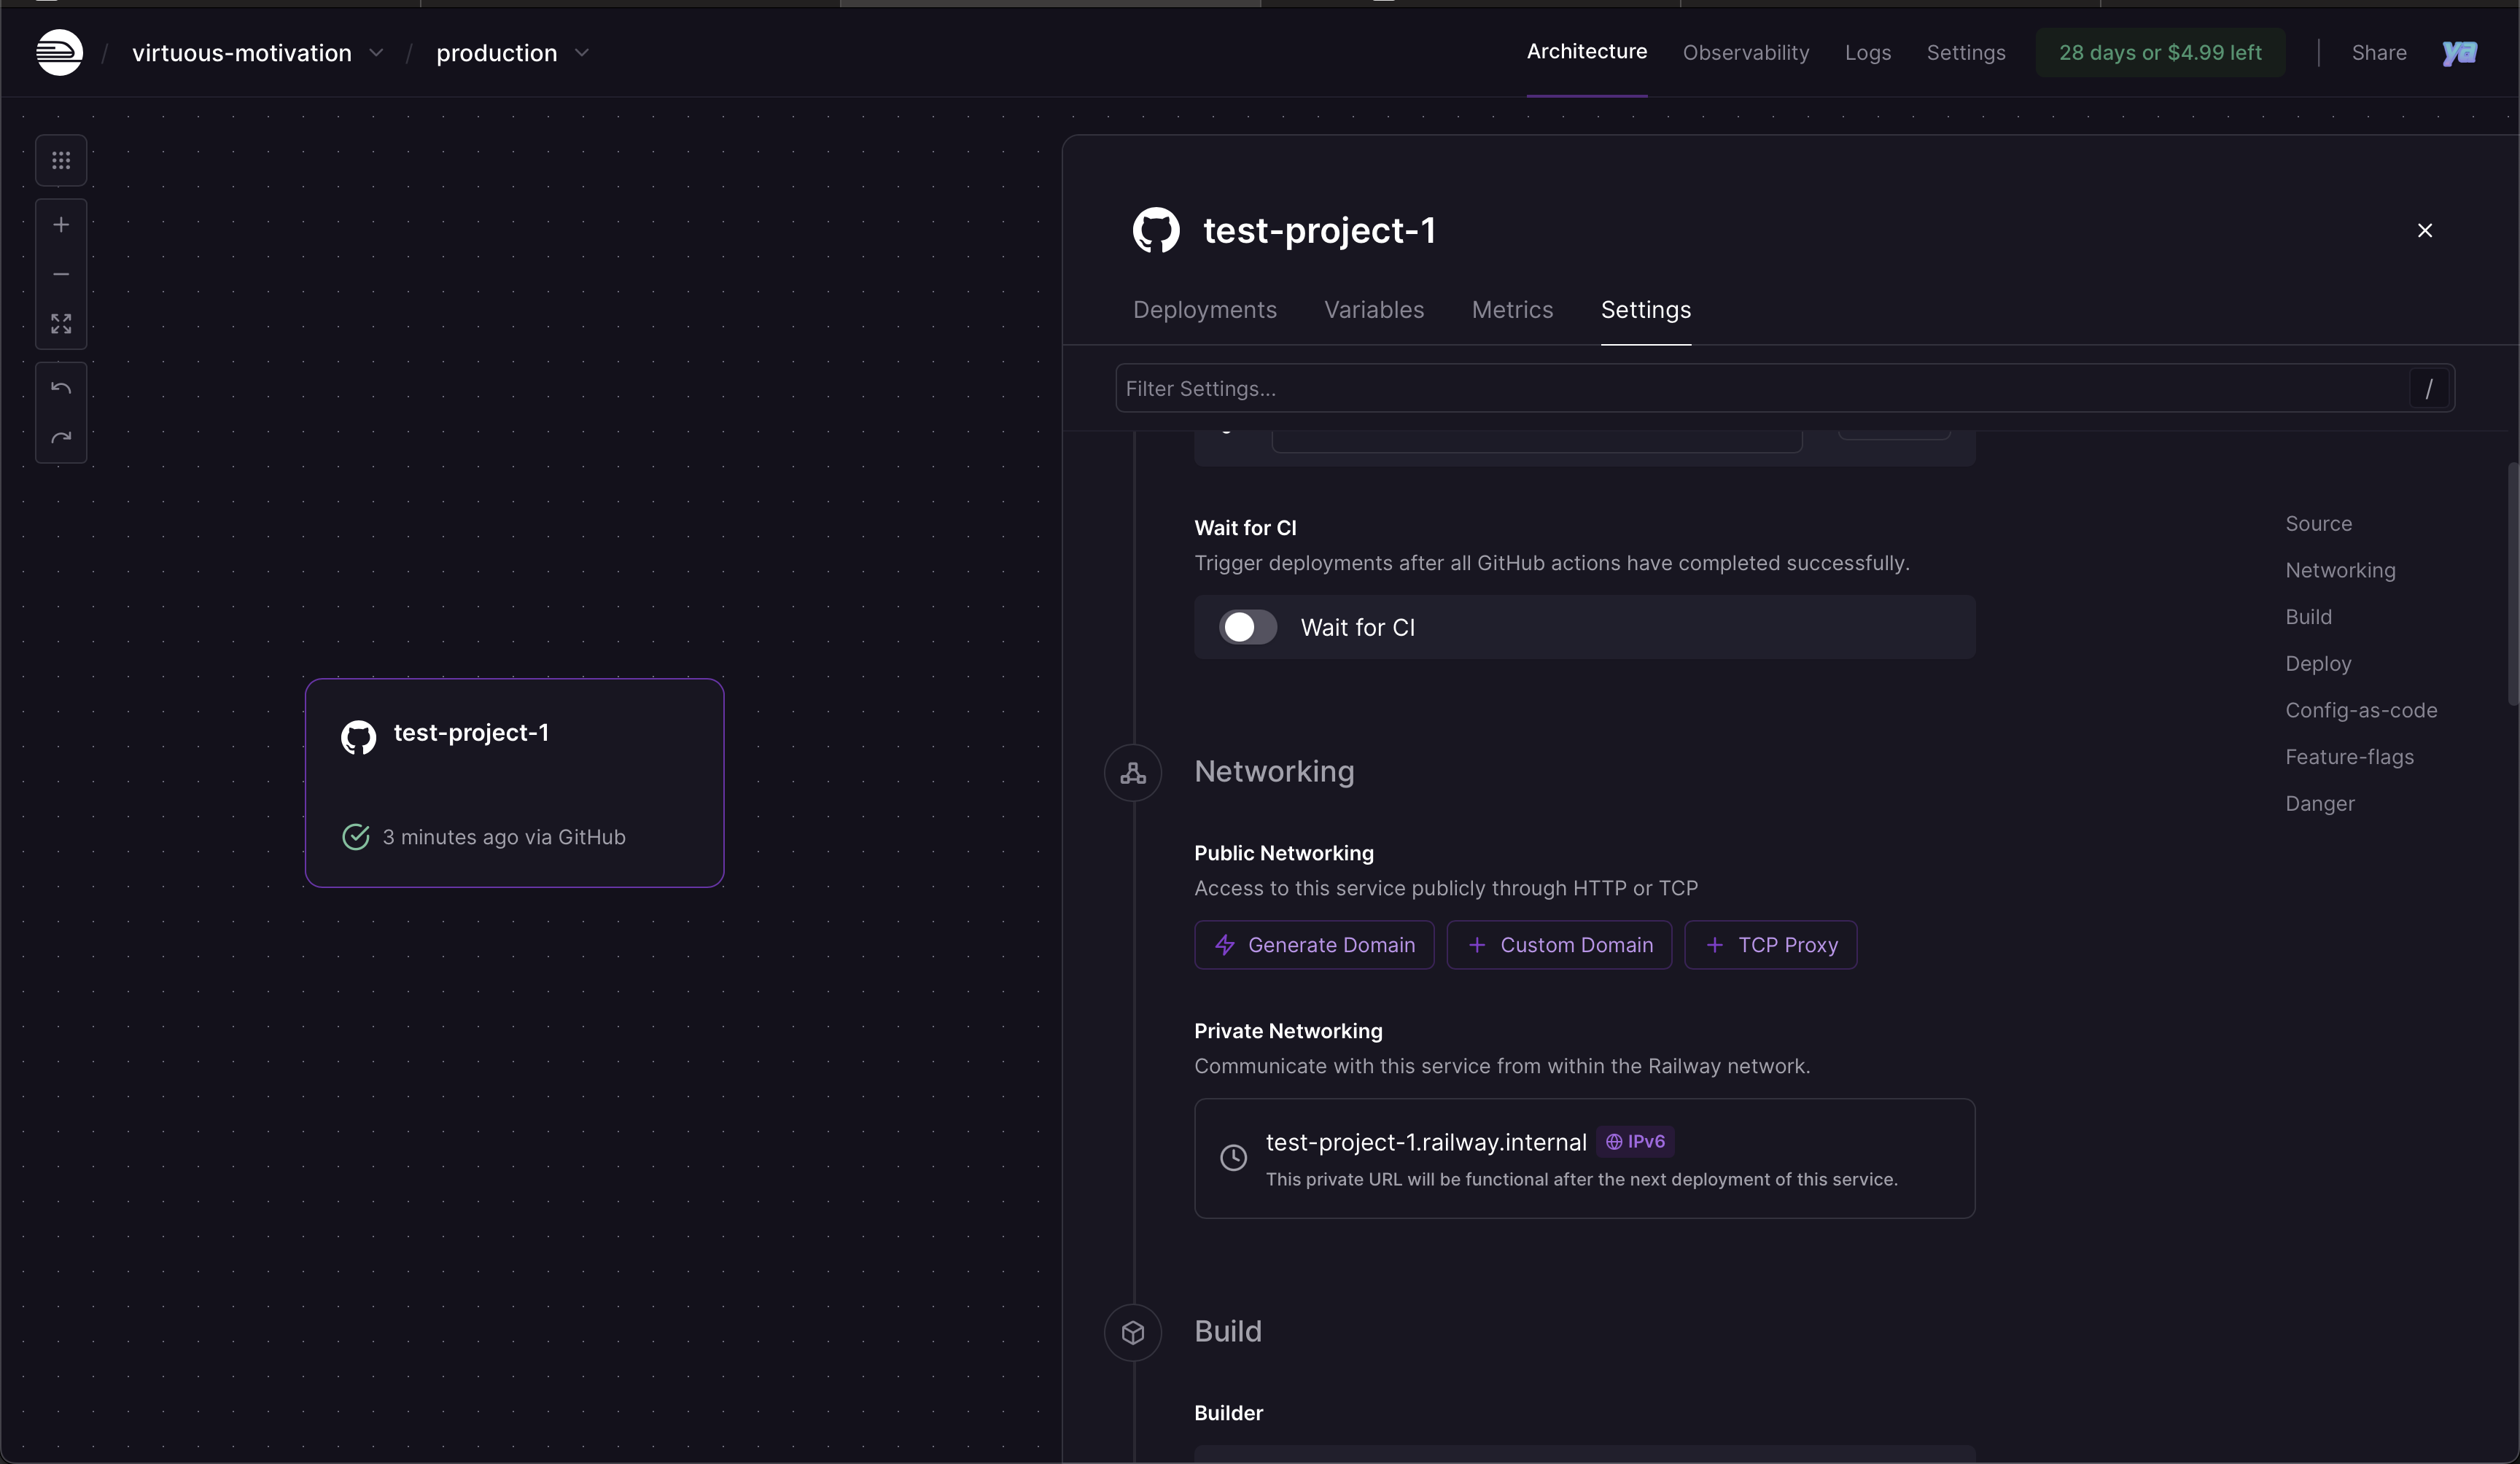 / virtuous-motivation / production
Architecture Observability Logs Settings 28 days or $4.99 left Share ya
test-project-1
Deployments Variables Metrics Settings
Filter Settings... /
Wait for CI
Trigger deployments after all GitHub actions have completed successfully.
Wait for CI
Networking
Public Networking
Access to this service publicly through HTTP or TCP
Generate Domain + Custom Domain + TCP Proxy
Private Networking
Communicate with this service from within the Railway network.
test-project-1.railway.internal IPv6
This private URL will be functional after the next deployment of this service.
Build
Builder
Source
Networking
Build
Deploy
Config-as-code
Feature-flags
Danger
test-project-1
3 minutes ago via GitHub